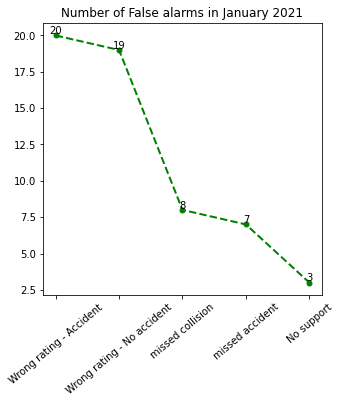 Number of False alarms in January 2021
20.0
17.5
15.0
12.5
10.0
7.5
5.0
2.5
20
19
8
7
3
Wrong rating - Accident
Wrong rating - No accident
missed collision
missed accident
No support